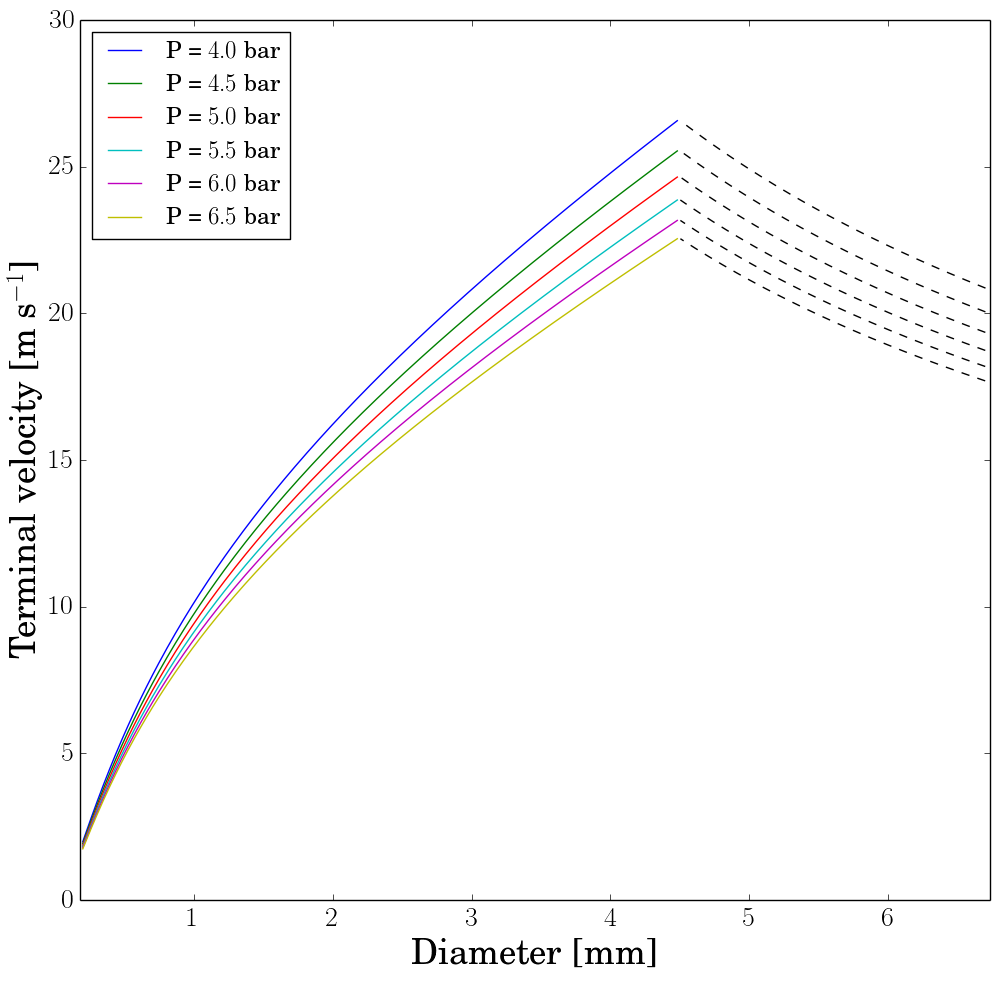 30
25
20
15
10
5
0
P = 4.0 bar
P = 4.5 bar
P = 5.0 bar
P = 5.5 bar
P = 6.0 bar
P = 6.5 bar
Terminal velocity [m s⁻¹]
1 2 3 4 5 6
Diameter [mm]